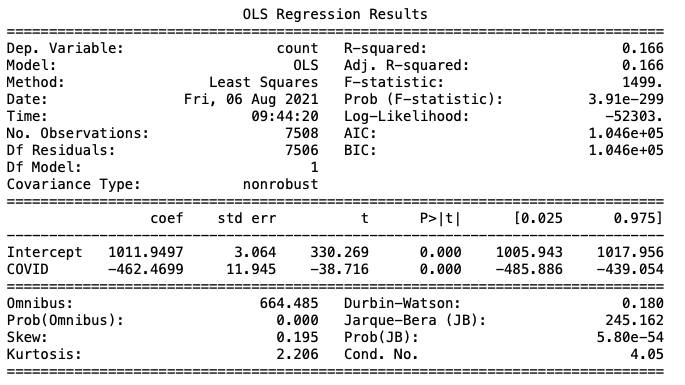 OLS Regression Results
==============================================================================
Dep. Variable:                  count   R-squared:                       0.166
Model:                            OLS   Adj. R-squared:                  0.166
Method:                 Least Squares   F-statistic:                     1499.
Date:                Fri, 06 Aug 2021   Prob (F-statistic):          3.91e-299
Time:                        09:44:20   Log-Likelihood:                -52303.
No. Observations:                7508   AIC:                         1.046e+05
Df Residuals:                    7506   BIC:                         1.046e+05
Df Model:                           1
Covariance Type:            nonrobust
==============================================================================
                 coef    std err          t      P>|t|      [0.025      0.975]
------------------------------------------------------------------------------
Intercept   1011.9497      3.064    330.269      0.000    1005.943    1017.956
COVID       -462.4699     11.945    -38.716      0.000    -485.886    -439.054
==============================================================================
Omnibus:                      664.485   Durbin-Watson:                   0.180
Prob(Omnibus):                  0.000   Jarque-Bera (JB):              245.162
Skew:                           0.195   Prob(JB):                     5.80e-54
Kurtosis:                       2.206   Cond. No.                         4.05
==============================================================================